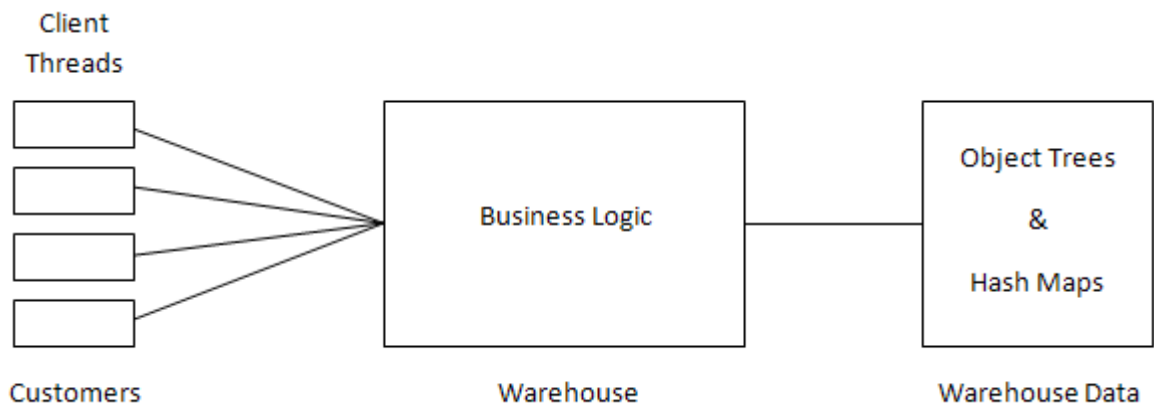 Client
Threads
Business Logic
Object Trees
&
Hash Maps
Customers
Warehouse
Warehouse Data